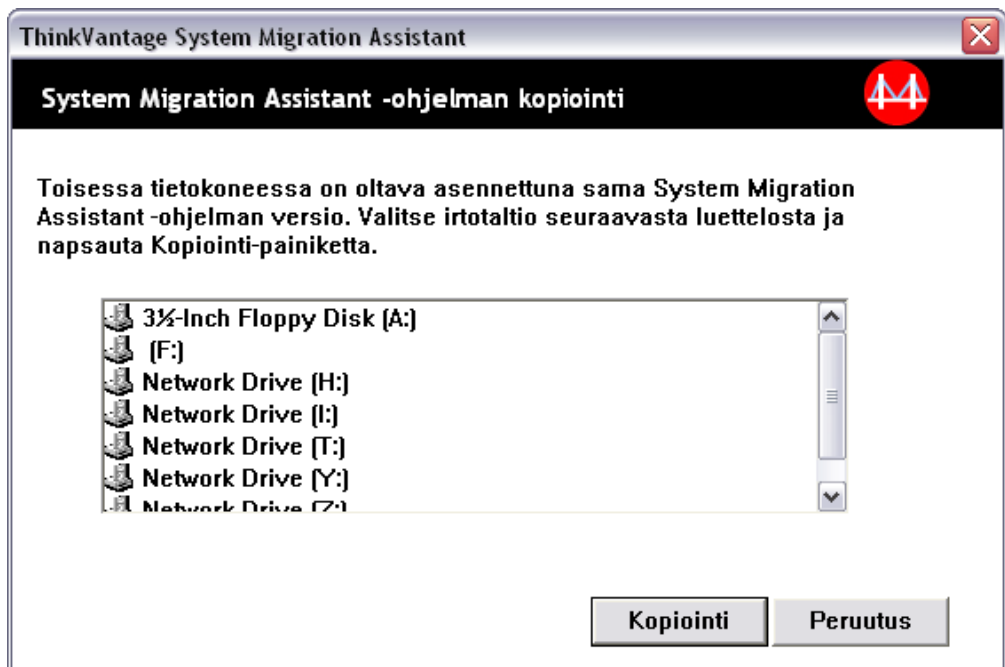 ThinkVantage System Migration Assistant
System Migration Assistant -ohjelman kopiointi
Toisessa tietokoneessa on oltava asennettuna sama System Migration
Assistant -ohjelman versio. Valitse irtotaltio seuraavasta luettelosta ja
napsauta Kopiointi-painiketta.
3½-Inch Floppy Disk (A:)
(F:)
Network Drive (H:)
Network Drive (I:)
Network Drive (T:)
Network Drive (Y:)
Network Drive (Z:)
Kopiointi Peruutus